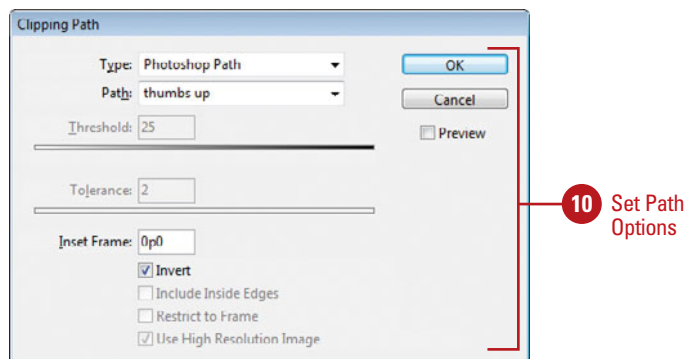 Clipping Path
Type: Photoshop Path
OK
Path: thumbs up
Cancel
Threshold: 25
Preview
Tolerance: 2
10 Set Path
Options
Inset Frame: 0p0
Invert
Include Inside Edges
Restrict to Frame
Use High Resolution Image